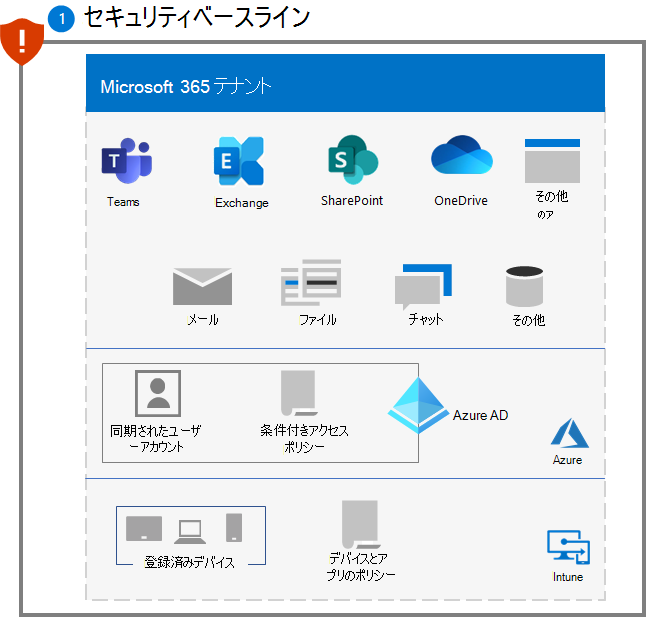 1 セキュリティベースライン
Microsoft 365 テナント
T
E
S
Teams
Exchange
SharePoint
OneDrive
その他
のア
メール
ファイル
チャット
その他
同期されたユーザ
ーアカウント
条件付きアクセス
ポリシー
Azure AD
Azure
登録済みデバイス
デバイスとア
プリのポリシー
Intune